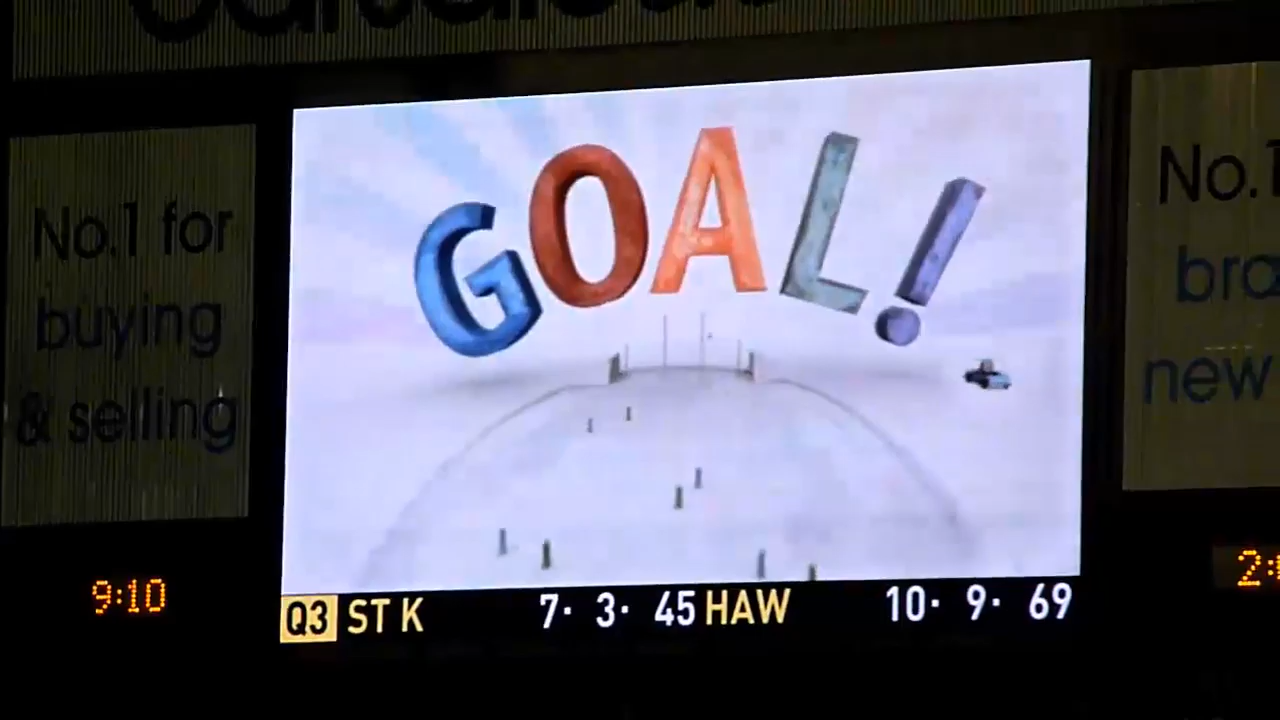 No.1 for
buying
& selling
GOAL!
No.1
new
9:10
Q3 ST K 7· 3· 45 HAW 10· 9· 69